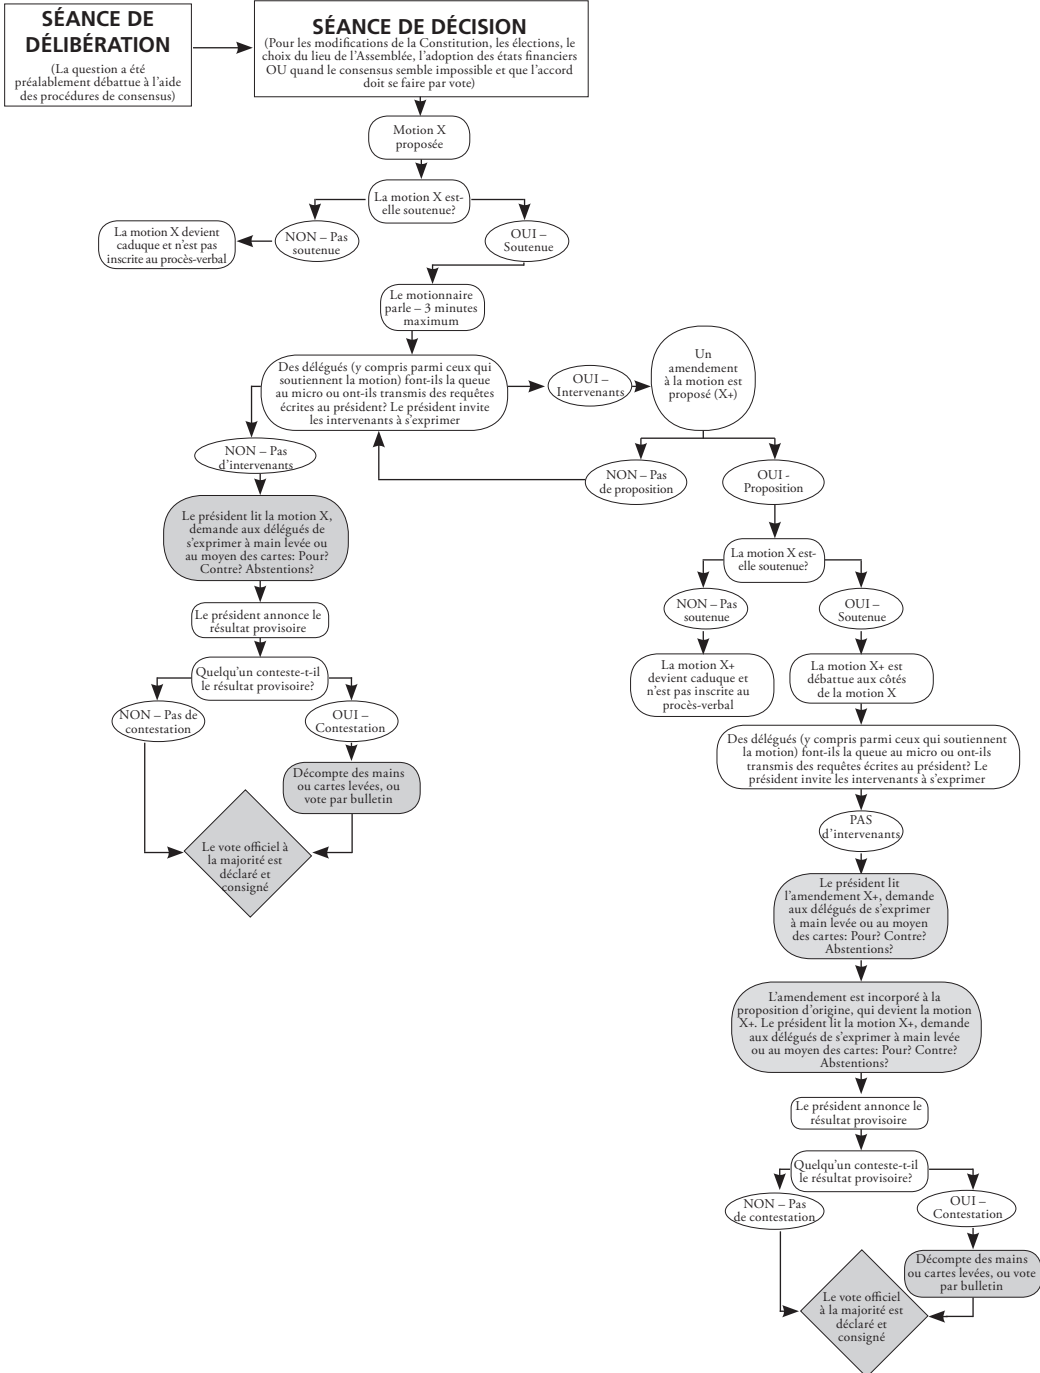 SÉANCE DE
DÉLIBÉRATION
(La question a été
préalablement débattue à l'aide
des procédures de consensus)
SÉANCE DE DÉCISION
(Pour les modifications de la Constitution, les élections, le
choix du lieu de l'Assemblée, l'adoption des états financiers
OU quand le consensus semble impossible et que l'accord
doit se faire par vote)
Motion X
proposée
La motion X est-
elle soutenue?
NON – Pas
soutenue
La motion X devient
caduque et n'est pas
inscrite au procès-verbal
OUI –
Soutenue
Le motionnaire
parle – 3 minutes
maximum
Des délégués (y compris parmi ceux qui
soutiennent la motion) font-ils la queue
au micro ou ont-ils transmis des requêtes
écrites au président? Le président invite
les intervenants à s'exprimer
OUI –
Intervenants
Un
amendement
à la motion est
proposé (X+)
NON – Pas
d'intervenants
NON – Pas
de proposition
OUI -
Proposition
Le président lit la motion X,
demande aux délégués de
s'exprimer à main levée ou
au moyen des cartes: Pour?
Contre? Abstentions?
Le président annonce le
résultat provisoire
Quelqu'un conteste-t-il
le résultat provisoire?
NON – Pas de
contestation
OUI –
Contestation
Décompte des mains
ou cartes levées, ou
vote par bulletin
Le vote officiel à
la majorité est
déclaré et
consigné
La motion X est-
elle soutenue?
NON – Pas
soutenue
OUI –
Soutenue
La motion X+
devient caduque et
n'est pas inscrite au
procès-verbal
La motion X+ est
débattue aux côtés
de la motion X
Des délégués (y compris parmi ceux qui soutiennent
la motion) font-ils la queue au micro ou ont-ils
transmis des requêtes écrites au président? Le
président invite les intervenants à s'exprimer
PAS
d'intervenants
Le président lit
l'amendement X+, demande
aux délégués de s'exprimer
à main levée ou au moyen
des cartes: Pour? Contre?
Abstentions?
L'amendement est incorporé à la
proposition d'origine, qui devient la motion
X+. Le président lit la motion X+, demande
aux délégués de s'exprimer à main levée
ou au moyen des cartes: Pour? Contre?
Abstentions?
Le président annonce le
résultat provisoire
Quelqu'un conteste-t-il
le résultat provisoire?
NON – Pas
de contestation
OUI –
Contestation
Décompte des mains
ou cartes levées, ou vote
par bulletin
Le vote officiel
à la majorité est
déclaré et
consigné